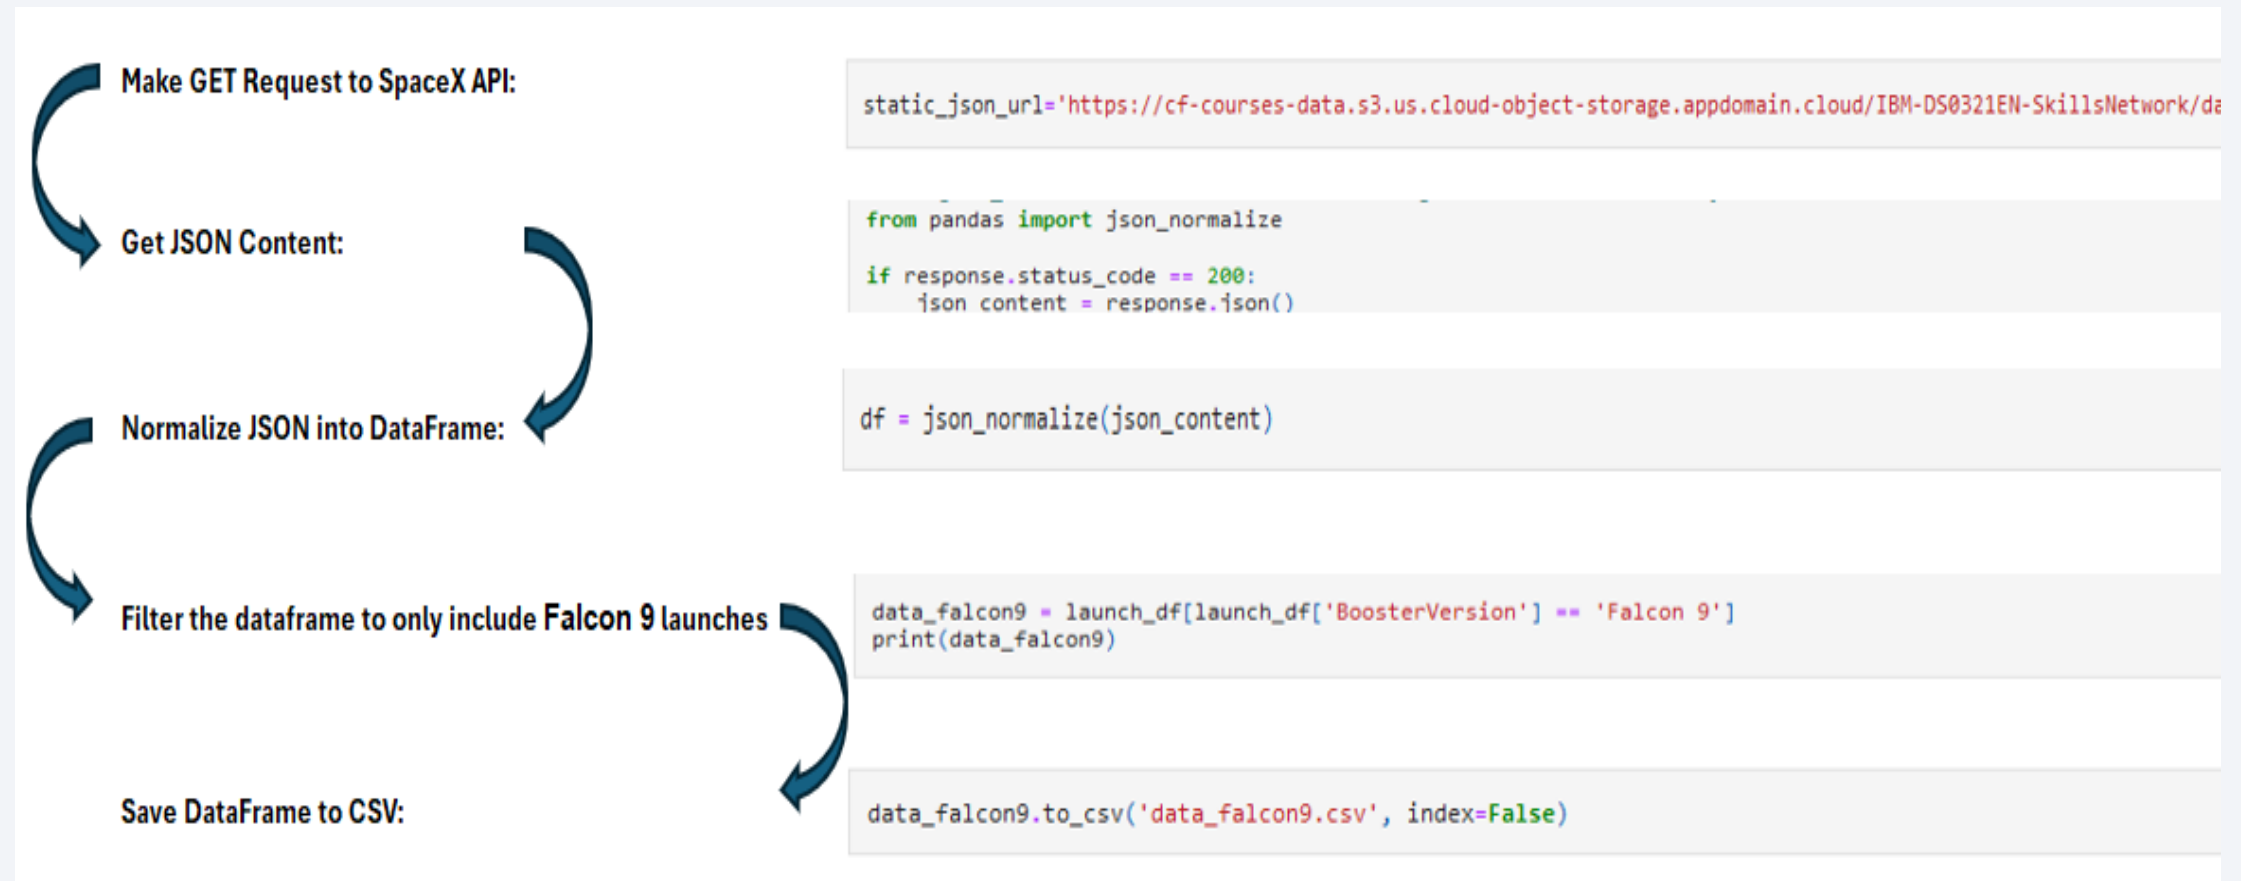 Make GET Request to SpaceX API:
static_json_url='https://cf-courses-data.s3.us.cloud-object-storage.appdomain.cloud/IBM-DS0321EN-SkillsNetwork/da
Get JSON Content:
from pandas import json_normalize
if response.status_code == 200:
json_content = response.json()
Normalize JSON into DataFrame:
df = json_normalize(json_content)
Filter the dataframe to only include Falcon 9 launches
data_falcon9 = launch_df[launch_df['BoosterVersion'] == 'Falcon 9']
print(data_falcon9)
Save DataFrame to CSV:
data_falcon9.to_csv('data_falcon9.csv', index=False)